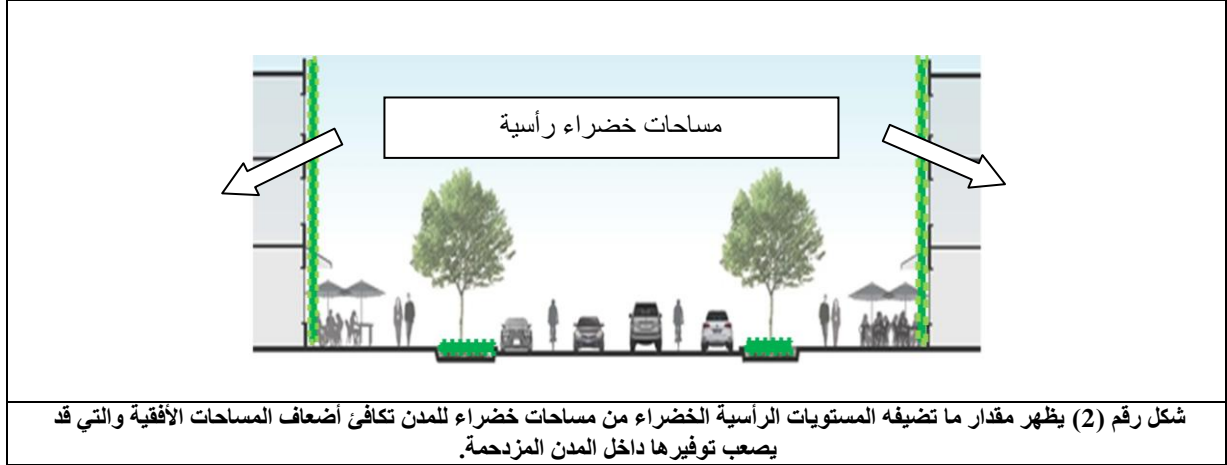 مساحات خضراء رأسية
شكل رقم (2) يظهر مقدار ما تضيفه المستويات الرأسية الخضراء من مساحات خضراء للمدن تكافئ أضعاف المساحات الأفقية والتي قد
يصعب توفيرها داخل المدن المزدحمة.